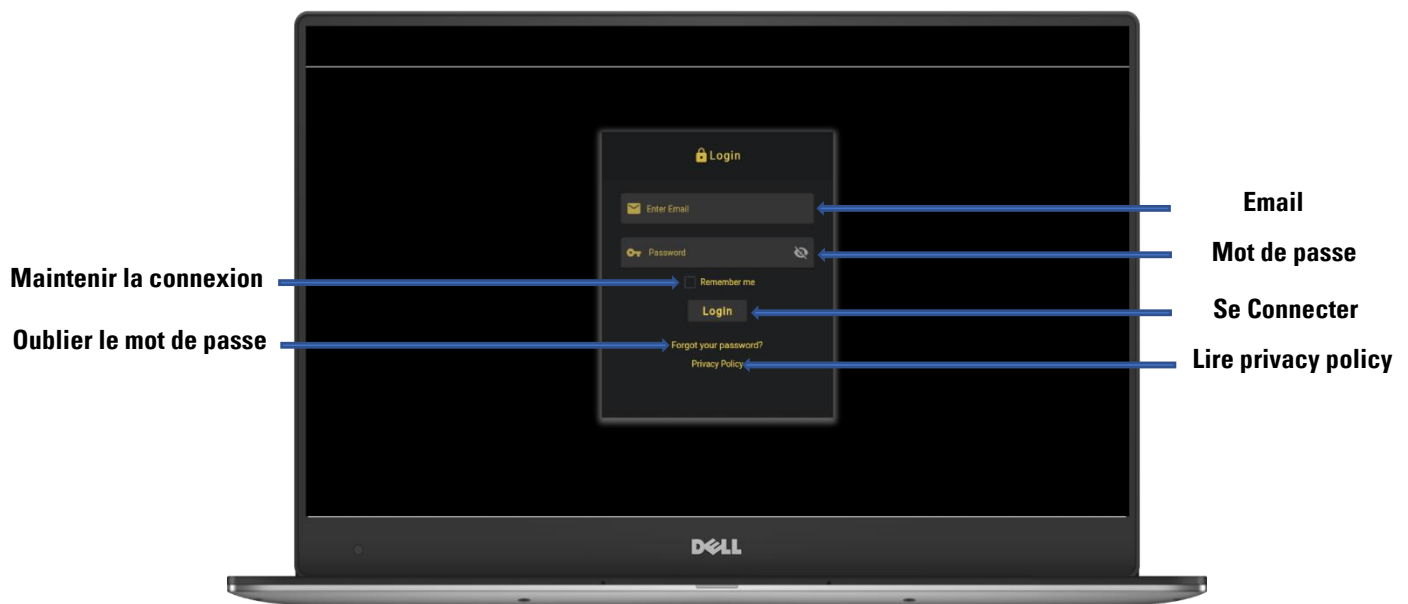 Login
Enter Email
Email
Password
Mot de passe
Maintenir la connexion
Remember me
Login
Se Connecter
Oublier le mot de passe
Forgot your password?
Privacy Policy
Lire privacy policy
DELL